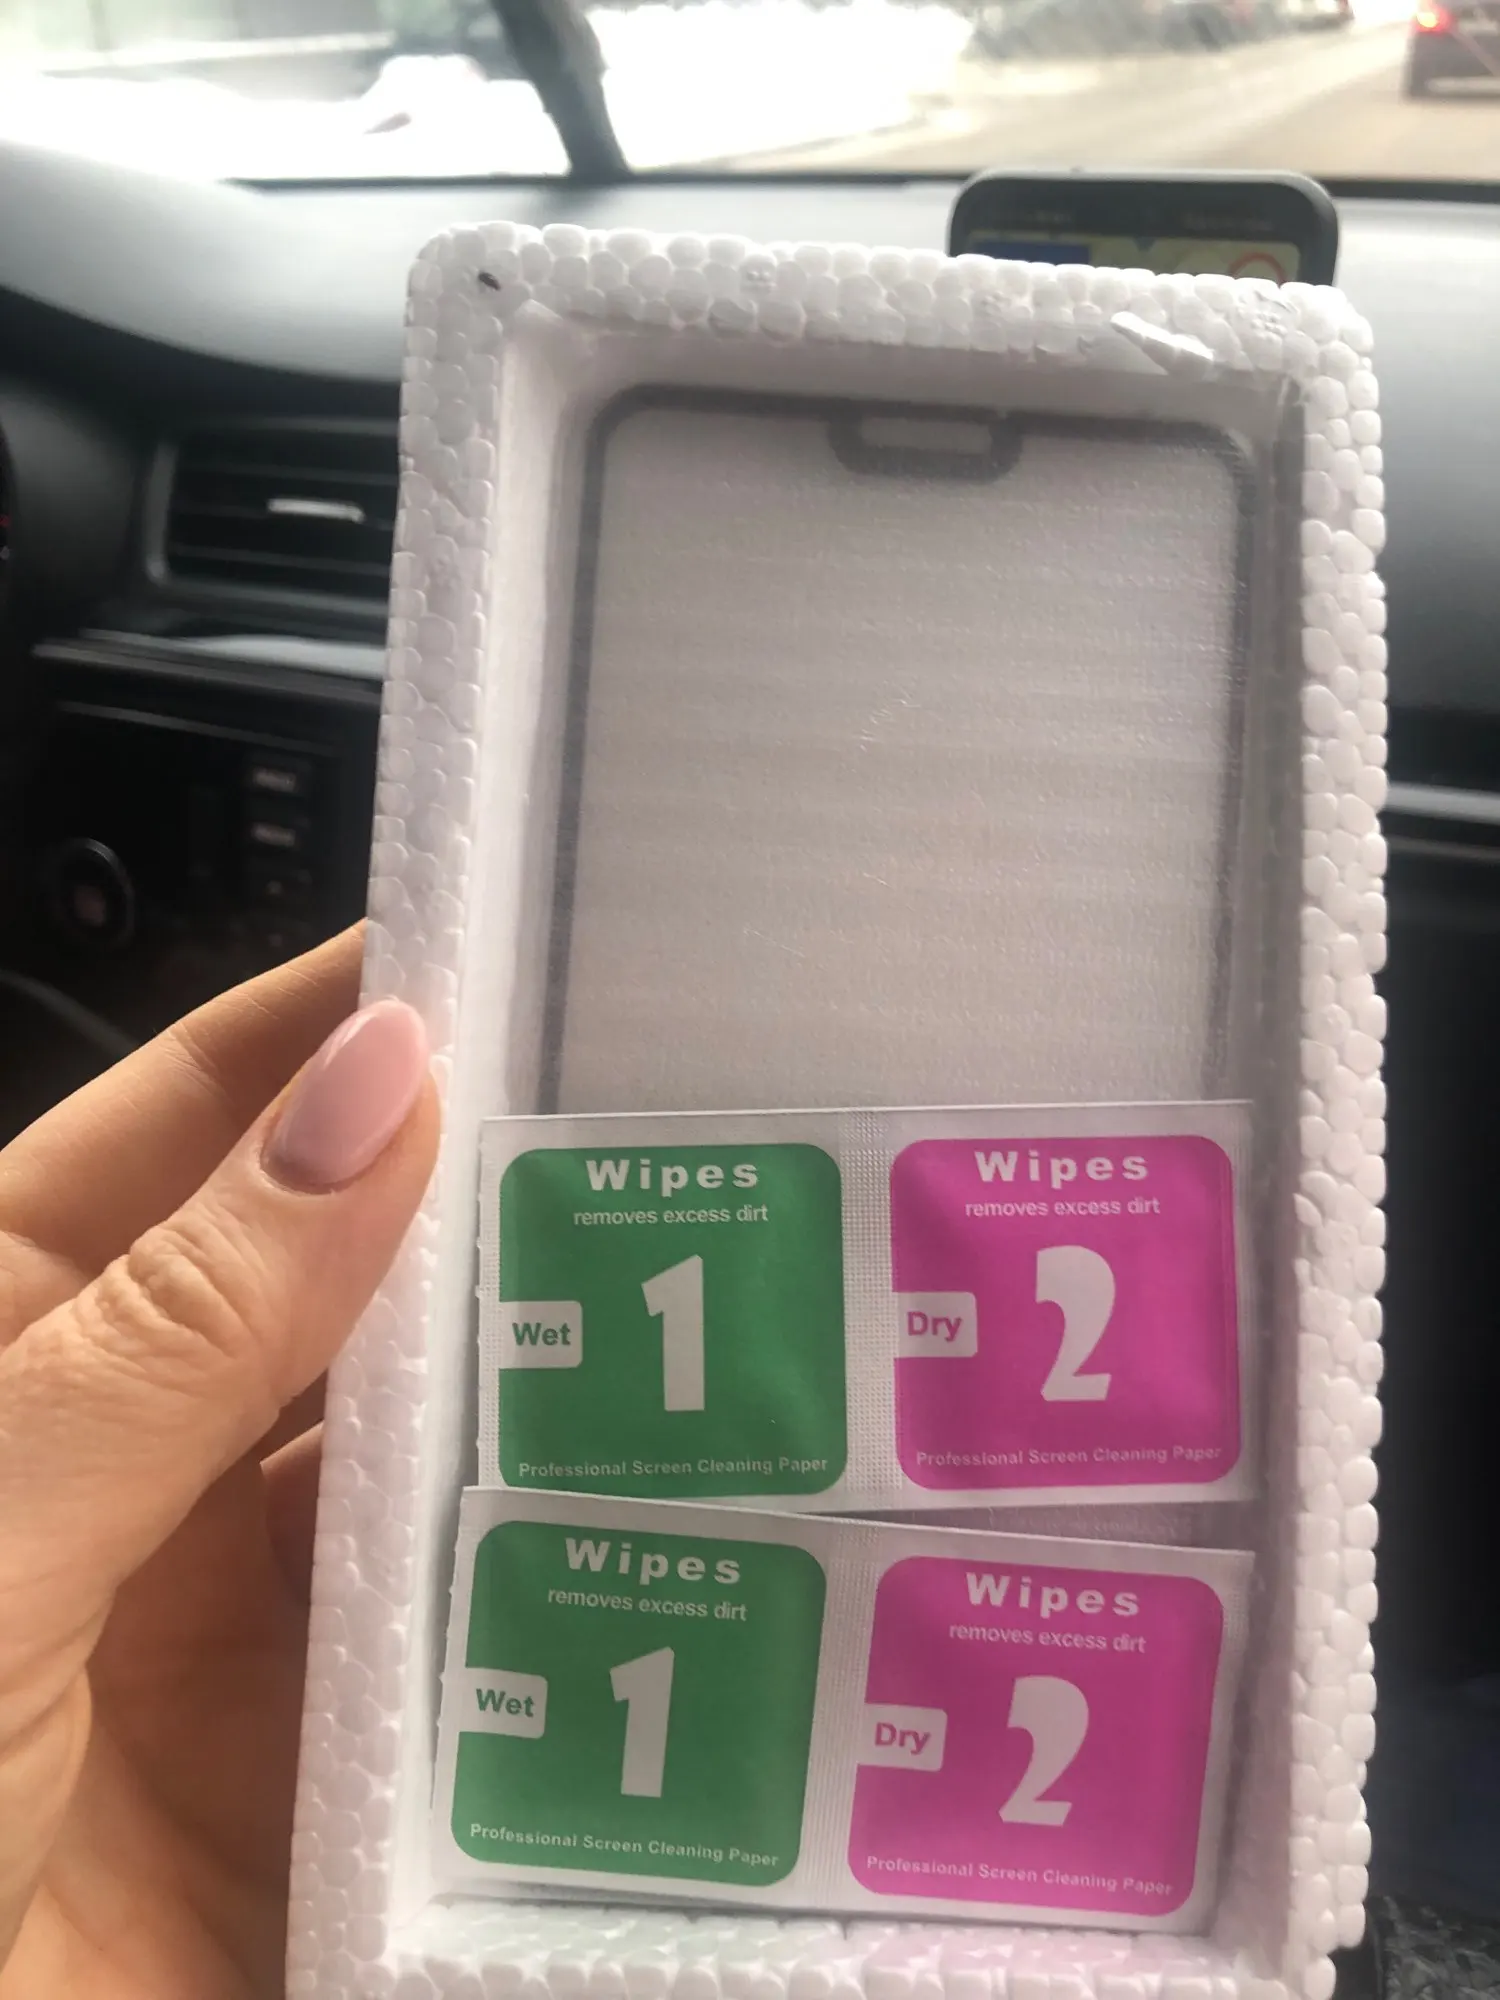 Wipes
removes excess dirt
Wet
1
Professional Screen Cleaning Paper
Wipes
removes excess dirt
Dry
2
Professional Screen Cleaning Paper
Wipes
removes excess dirt
Wet
1
Professional Screen Cleaning Paper
Wipes
removes excess dirt
Dry
2
Professional Screen Cleaning Paper